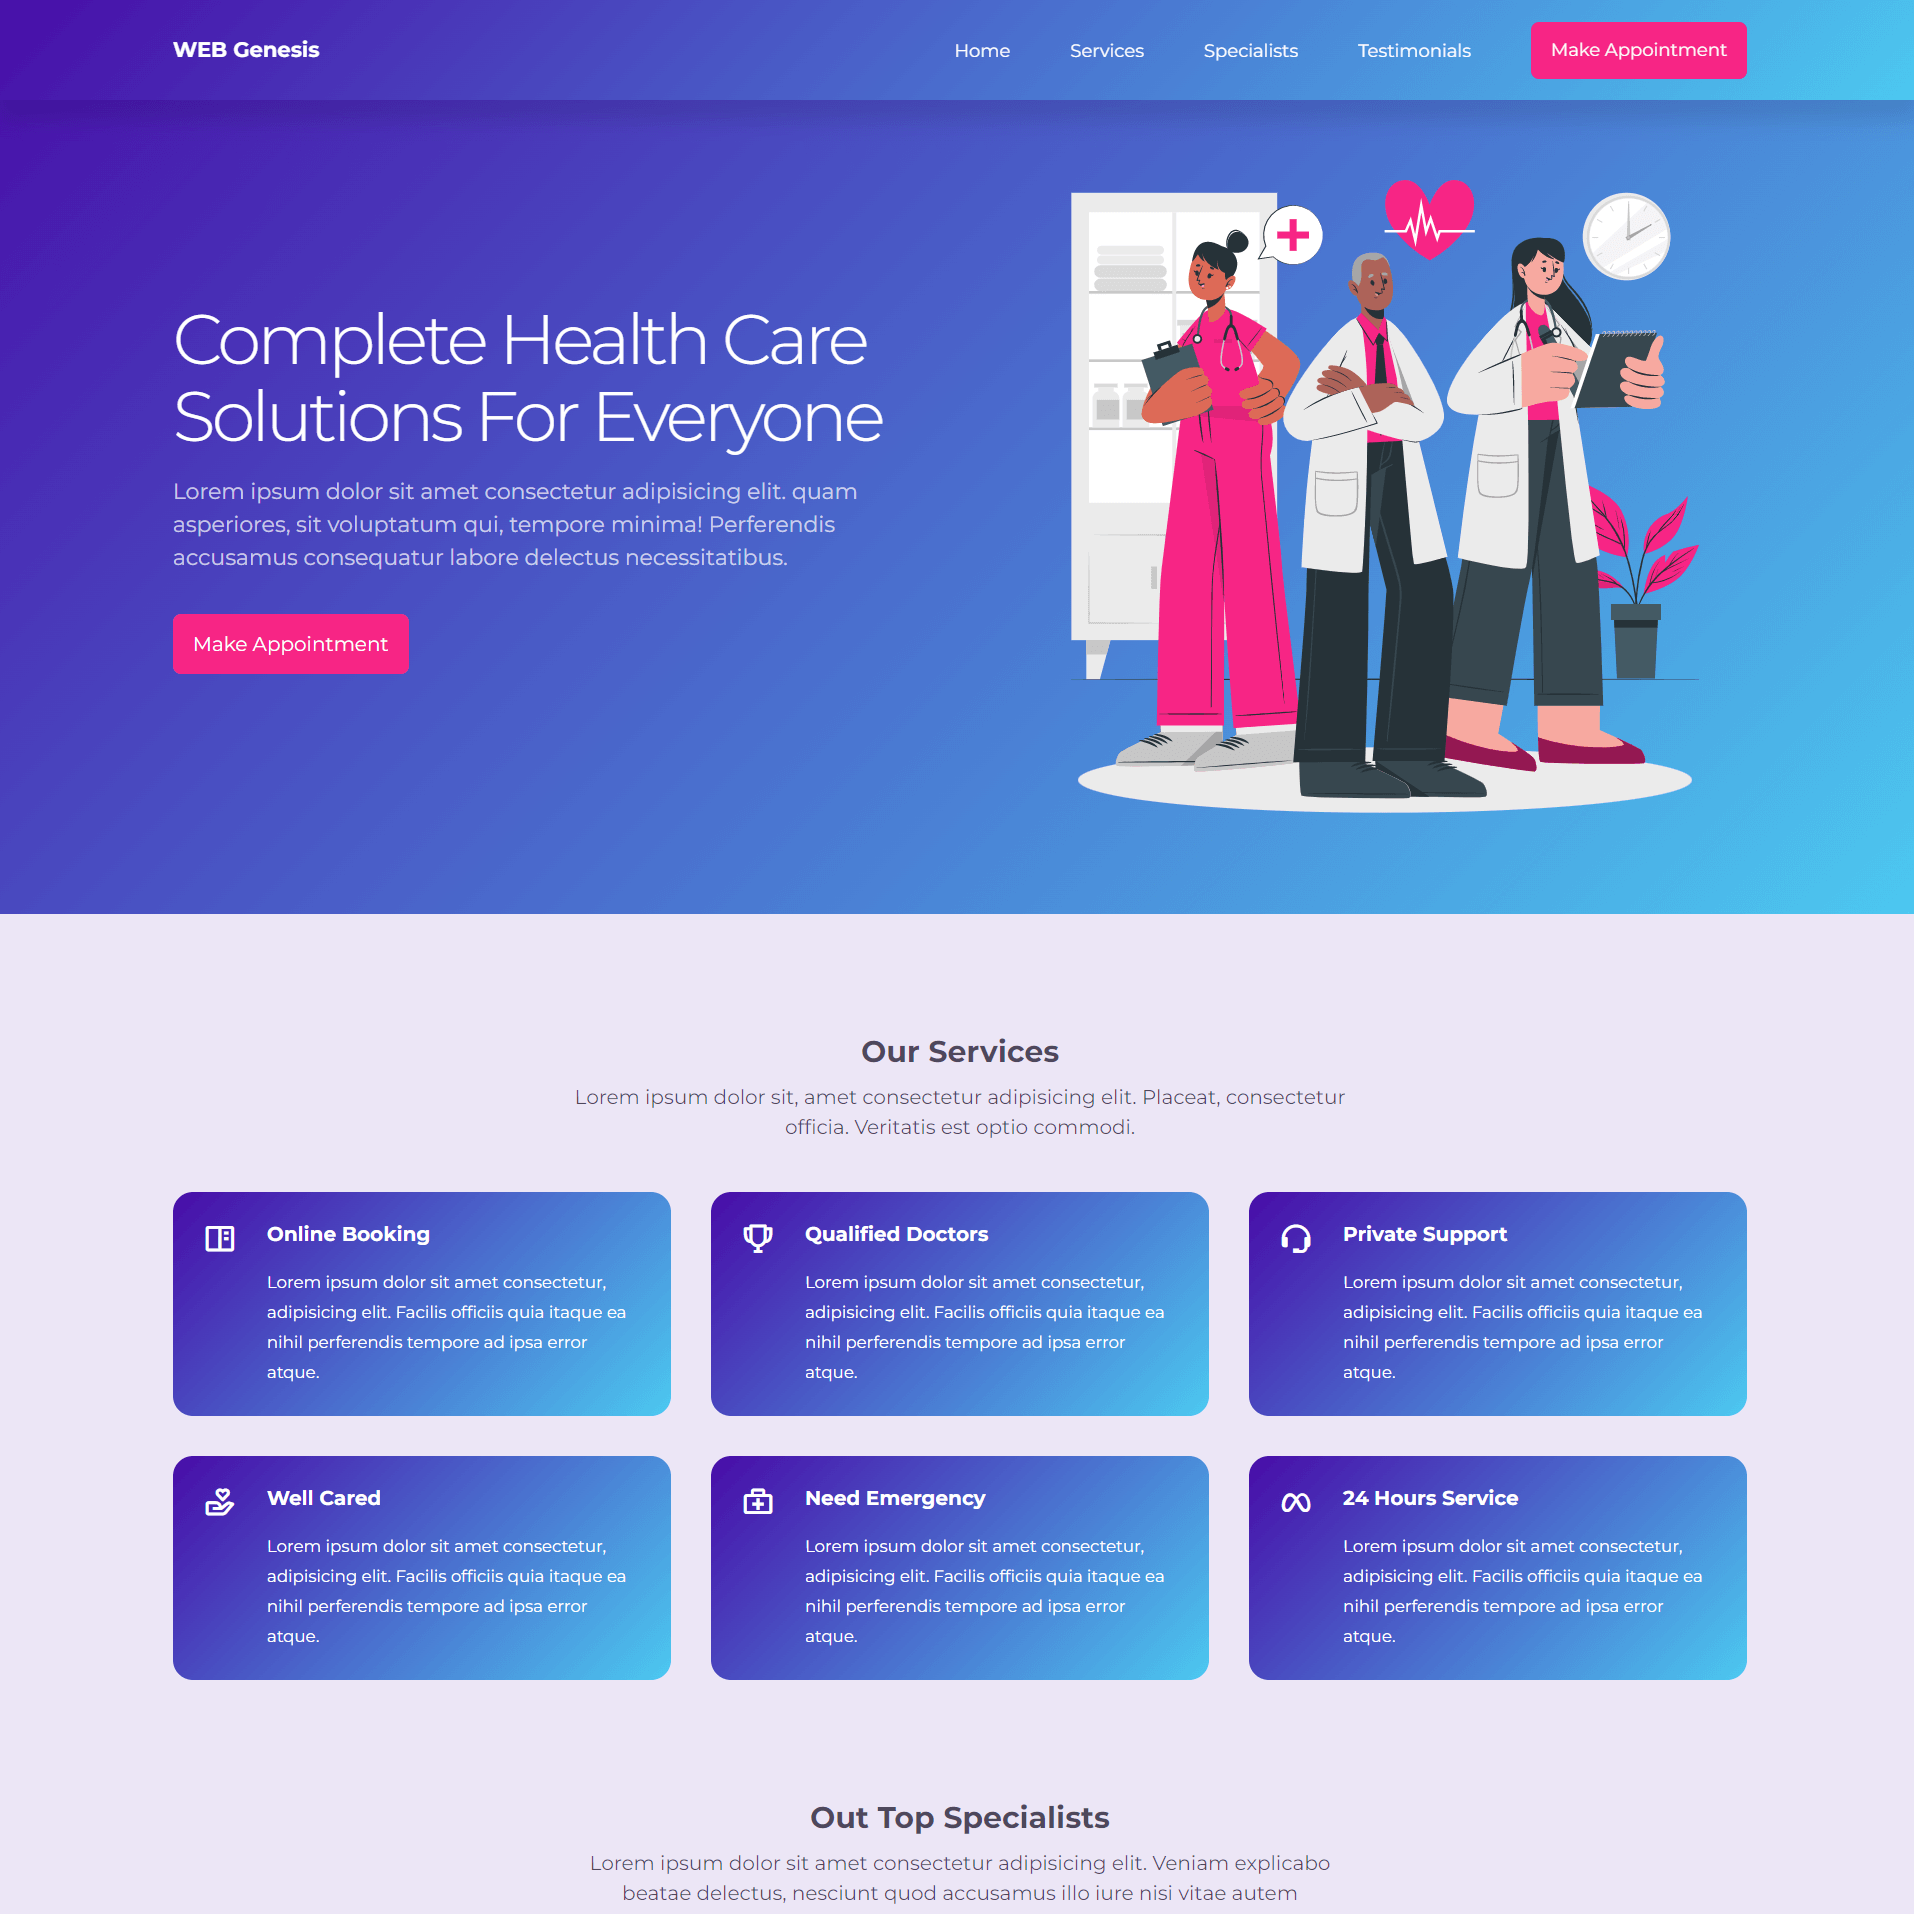 WEB Genesis
Home
Services
Specialists
Testimonials
Make Appointment
Complete Health Care
Solutions For Everyone
Lorem ipsum dolor sit amet consectetur adipisicing elit. quam
asperiores, sit voluptatum qui, tempore minima! Perferendis
accusamus consequatur labore delectus necessitatibus.
Make Appointment
Our Services
Lorem ipsum dolor sit, amet consectetur adipisicing elit. Placeat, consectetur
officia. Veritatis est optio commodi.
Online Booking
Lorem ipsum dolor sit amet consectetur,
adipisicing elit. Facilis officiis quia itaque ea
nihil perferendis tempore ad ipsa error
atque.
Qualified Doctors
Lorem ipsum dolor sit amet consectetur,
adipisicing elit. Facilis officiis quia itaque ea
nihil perferendis tempore ad ipsa error
atque.
Private Support
Lorem ipsum dolor sit amet consectetur,
adipisicing elit. Facilis officiis quia itaque ea
nihil perferendis tempore ad ipsa error
atque.
Well Cared
Lorem ipsum dolor sit amet consectetur,
adipisicing elit. Facilis officiis quia itaque ea
nihil perferendis tempore ad ipsa error
atque.
Need Emergency
Lorem ipsum dolor sit amet consectetur,
adipisicing elit. Facilis officiis quia itaque ea
nihil perferendis tempore ad ipsa error
atque.
24 Hours Service
Lorem ipsum dolor sit amet consectetur,
adipisicing elit. Facilis officiis quia itaque ea
nihil perferendis tempore ad ipsa error
atque.
Out Top Specialists
Lorem ipsum dolor sit amet consectetur adipisicing elit. Veniam explicabo
beatae delectus, nesciunt quod accusamus illo iure nisi vitae autem